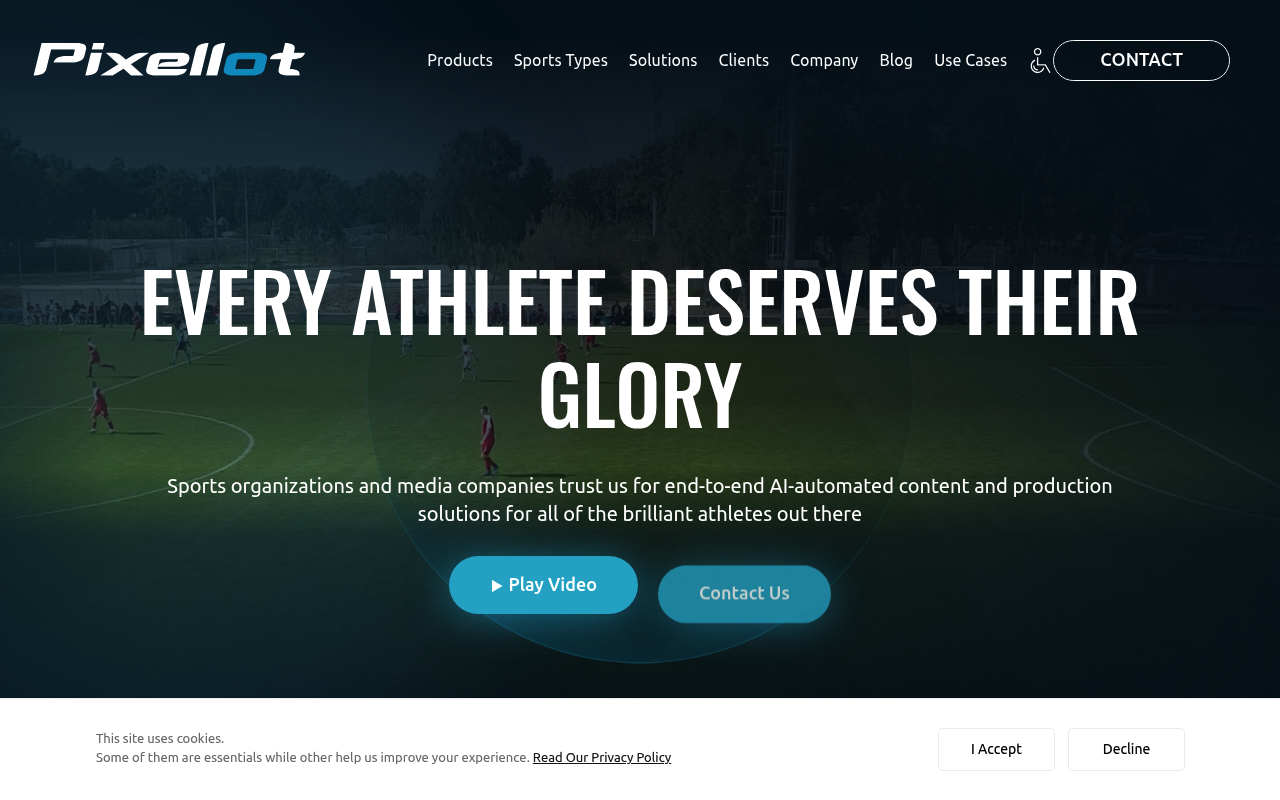 Pixellot
Products Sports Types Solutions Clients Company Blog Use Cases CONTACT
EVERY ATHLETE DESERVES THEIR
GLORY
Sports organizations and media companies trust us for end-to-end AI-automated content and production
solutions for all of the brilliant athletes out there
Play Video Contact Us
This site uses cookies.
Some of them are essentials while other help us improve your experience. Read Our Privacy Policy
I Accept Decline